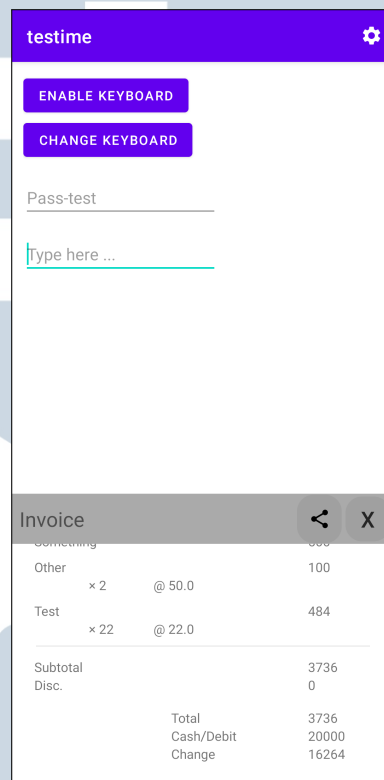 testime
ENABLE KEYBOARD
CHANGE KEYBOARD
Pass-test
Type here ...
Invoice
X
Something
Other 100
× 2 @ 50.0
Test 484
× 22 @ 22.0
Subtotal 3736
Disc. 0
Total 3736
Cash/Debit 20000
Change 16264